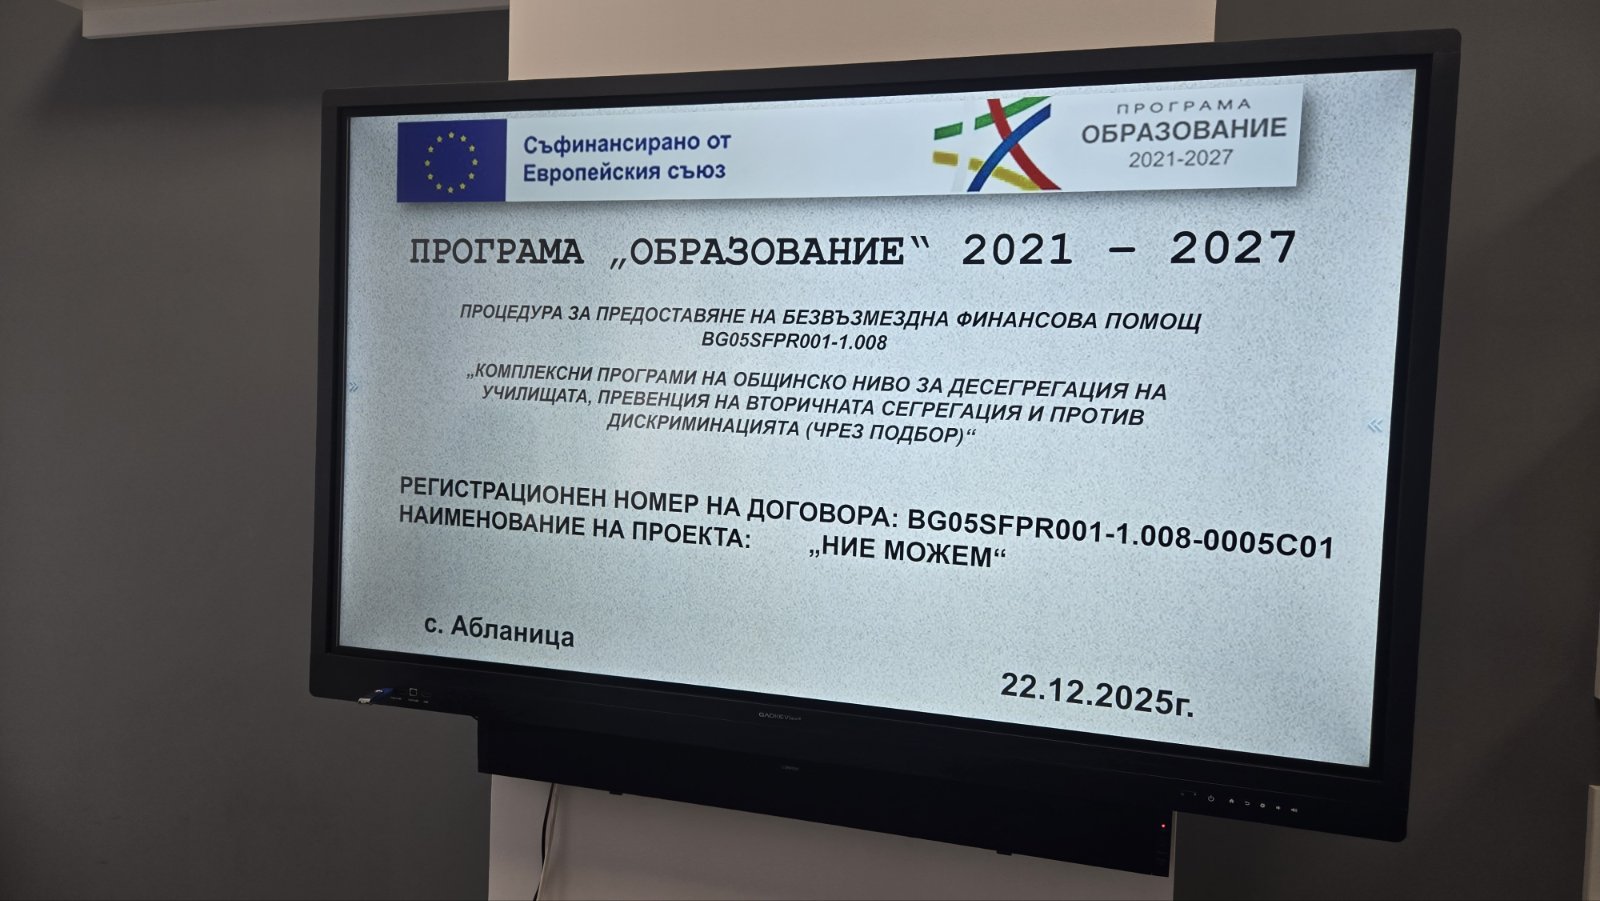 Съфинансирано от
Европейския съюз
ПРОГРАМА
ОБРАЗОВАНИЕ
2021-2027
ПРОГРАМА „ОБРАЗОВАНИЕ“ 2021 – 2027
ПРОЦЕДУРА ЗА ПРЕДОСТАВЯНЕ НА БЕЗВЪЗМЕЗДНА ФИНАНСОВА ПОМОЩ
BG05SFPR001-1.008
„КОМПЛЕКСНИ ПРОГРАМИ НА ОБЩИНСКО НИВО ЗА ДЕСЕГРЕГАЦИЯ НА
УЧИЛИЩАТА, ПРЕВЕНЦИЯ НА ВТОРИЧНАТА СЕГРЕГАЦИЯ И ПРОТИВ
ДИСКРИМИНАЦИЯТА (ЧРЕЗ ПОДБОР)“
РЕГИСТРАЦИОНЕН НОМЕР НА ДОГОВОРА: BG05SFPR001-1.008-0005C01
НАИМЕНОВАНИЕ НА ПРОЕКТА: „НИЕ МОЖЕМ“
с. Абланица
22.12.2025г.